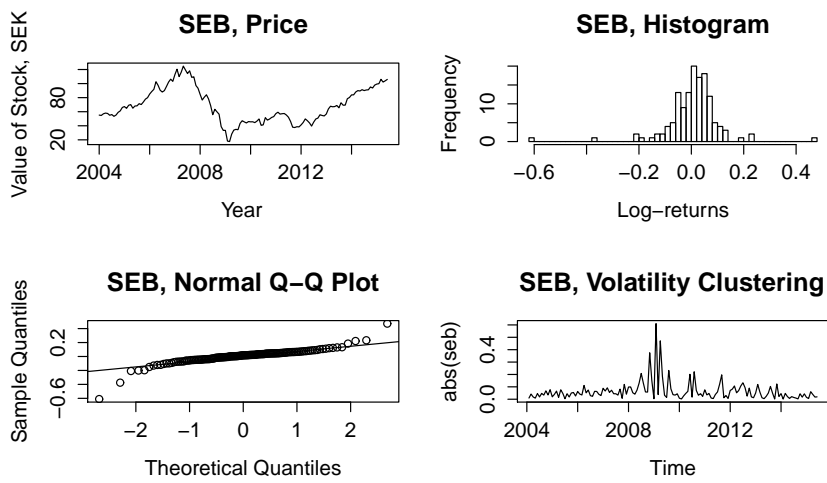 SEB, Price
Value of Stock, SEK
20 80
2004 2008 2012
Year
SEB, Histogram
Frequency
0 10
−0.6 −0.2 0.0 0.2 0.4
Log−returns
SEB, Normal Q−Q Plot
Sample Quantiles
−0.6 0.2
−2 −1 0 1 2
Theoretical Quantiles
SEB, Volatility Clustering
abs(seb)
0.0 0.4
2004 2008 2012
Time